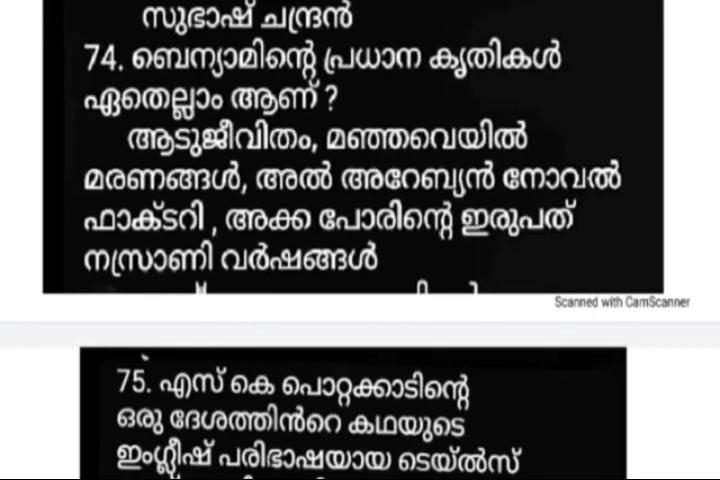 സുഭാഷ് ചന്ദ്രൻ
74. ബെന്യാമിന്റെ പ്രധാന കൃതികൾ
ഏതെല്ലാം ആണ് ?
ആടുജീവിതം, മഞ്ഞവെയിൽ
മരണങ്ങൾ, അൽ അറേബ്യൻ നോവൽ
ഫാക്ടറി , അക്ക പോരിന്റെ ഇരുപത്
നസ്രാണി വർഷങ്ങൾ
Scanned with CamScanner
75. എസ് കെ പൊറ്റക്കാടിന്റെ
ഒരു ദേശത്തിൻറെ കഥയുടെ
ഇംഗ്ലീഷ് പരിഭാഷയായ ടെയ്ൽസ്